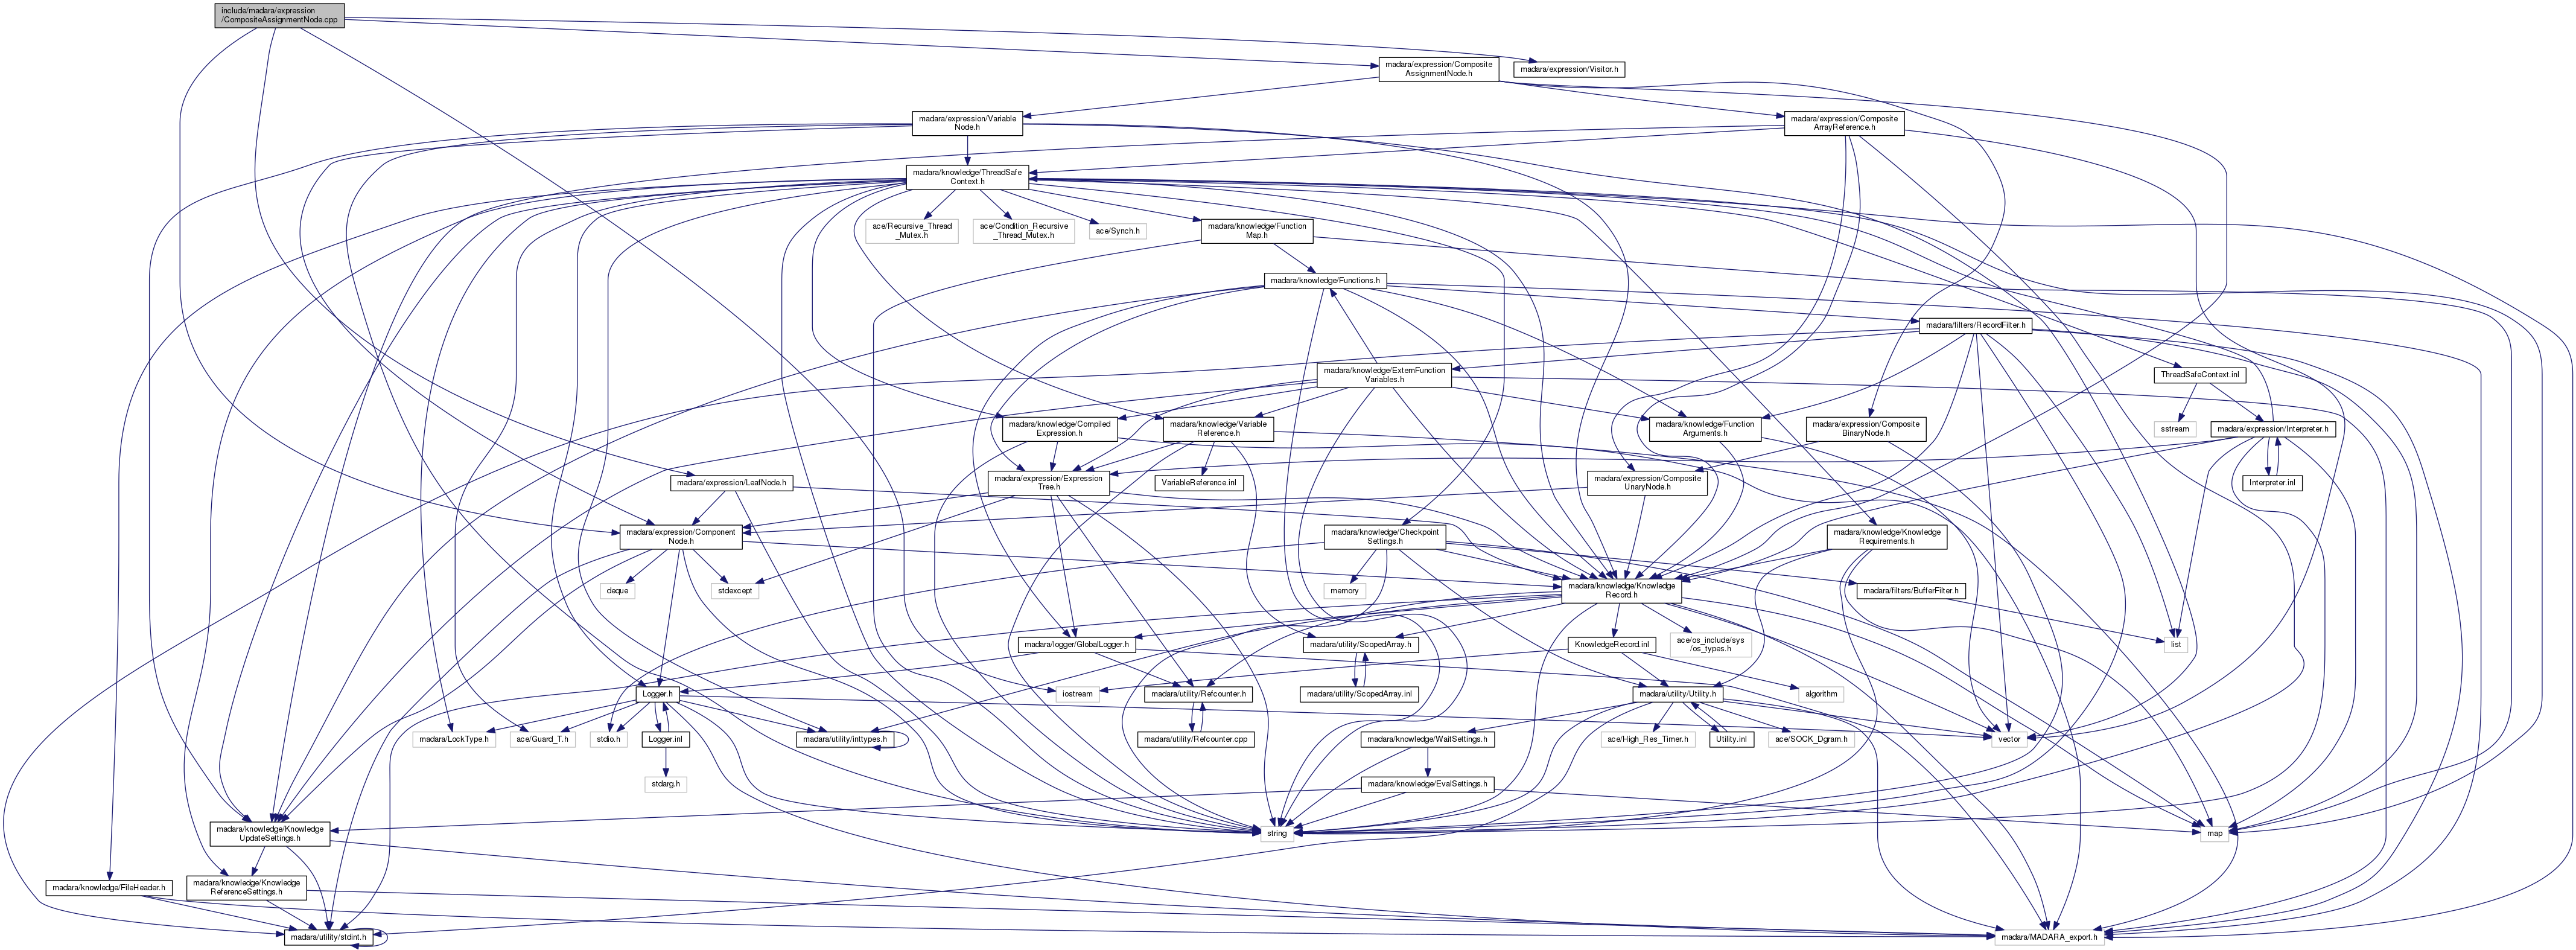 include/madara/expression
/CompositeAssignmentNode.cpp
madara/expression/Composite
AssignmentNode.h
madara/expression/Visitor.h
madara/expression/Variable
Node.h
madara/expression/Composite
ArrayReference.h
madara/knowledge/ThreadSafe
Context.h
ace/Recursive_Thread
_Mutex.h
ace/Condition_Recursive
_Thread_Mutex.h
ace/Synch.h
madara/knowledge/Function
Map.h
madara/knowledge/Functions.h
madara/filters/RecordFilter.h
madara/knowledge/ExternFunction
Variables.h
ThreadSafeContext.inl
madara/knowledge/Compiled
Expression.h
madara/knowledge/Variable
Reference.h
madara/knowledge/Function
Arguments.h
madara/expression/Composite
BinaryNode.h
sstream
madara/expression/Interpreter.h
madara/expression/LeafNode.h
madara/expression/Expression
Tree.h
VariableReference.inl
madara/expression/Composite
UnaryNode.h
Interpreter.inl
madara/expression/Component
Node.h
madara/knowledge/Checkpoint
Settings.h
madara/knowledge/Knowledge
Requirements.h
deque
stdexcept
memory
madara/knowledge/Knowledge
Record.h
madara/filters/BufferFilter.h
madara/logger/GlobalLogger.h
madara/utility/ScopedArray.h
KnowledgeRecord.inl
ace/os_include/sys
/os_types.h
list
Logger.h
iostream
madara/utility/Refcounter.h
madara/utility/ScopedArray.inl
madara/utility/Utility.h
algorithm
madara/LockType.h
ace/Guard_T.h
stdio.h
Logger.inl
madara/utility/inttypes.h
madara/utility/Refcounter.cpp
madara/knowledge/WaitSettings.h
ace/High_Res_Timer.h
Utility.inl
ace/SOCK_Dgram.h
vector
stdarg.h
madara/knowledge/EvalSettings.h
madara/knowledge/Knowledge
UpdateSettings.h
string
map
madara/knowledge/FileHeader.h
madara/knowledge/Knowledge
ReferenceSettings.h
madara/utility/stdint.h
madara/MADARA_export.h